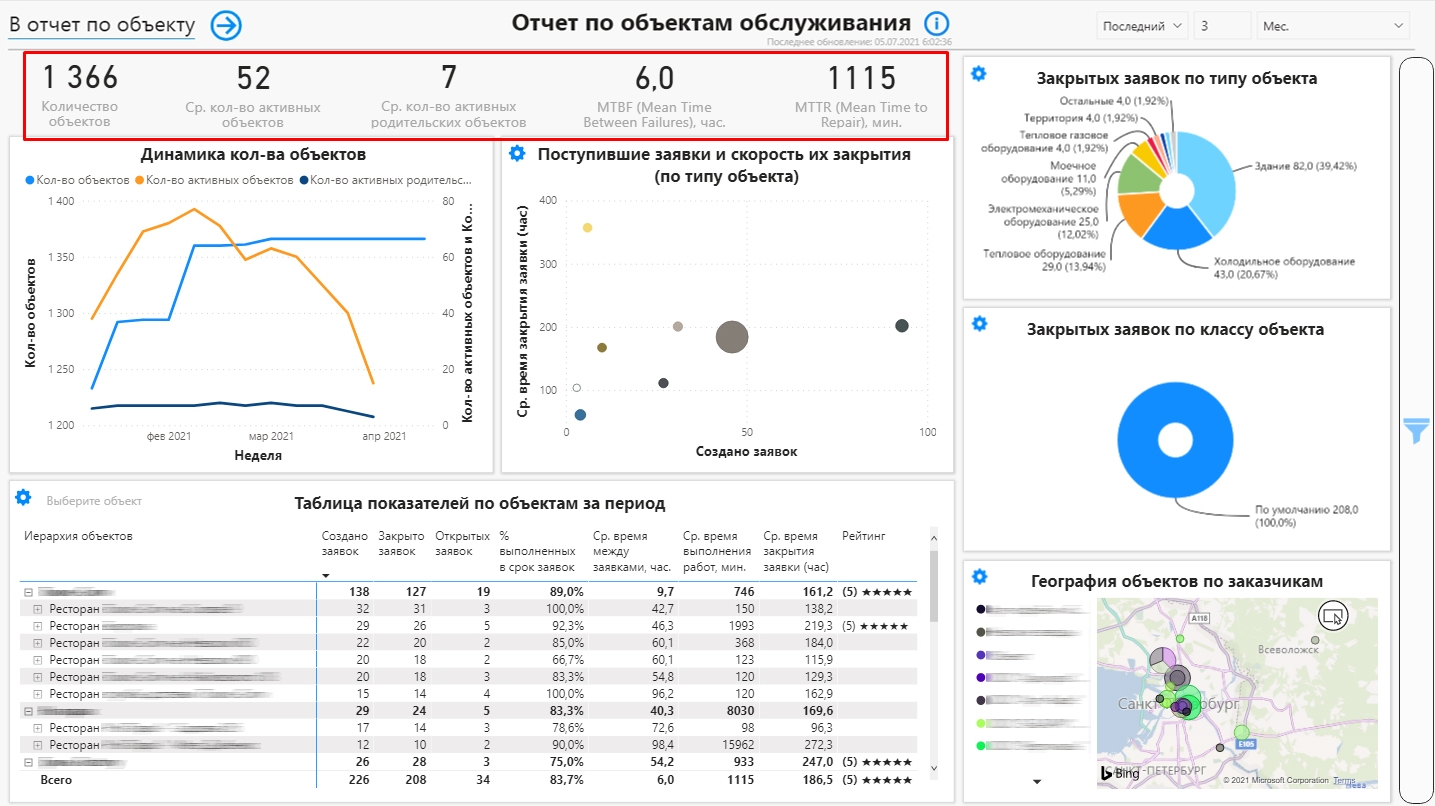 В отчет по объекту
Отчет по объектам обслуживания
Последнее обновление: 05.07.2021 6:02:36
Последний
3
Мес.
1 366
Количество
объектов
52
Ср. кол-во активных
объектов
7
Ср. кол-во активных
родительских объектов
6,0
MTBF (Mean Time
Between Failures), час.
1115
MTTR (Mean Time to
Repair), мин.
Динамика кол-ва объектов
Кол-во объектов Кол-во активных объектов Кол-во активных родительс...
Кол-во объектов
1 400
1 350
1 300
1 250
1 200
80
60
40
20
0
Кол-во активных объектов и Ко...
фев 2021 мар 2021 апр 2021
Неделя
Поступившие заявки и скорость их закрытия
(по типу объекта)
Ср. время закрытия заявки (час)
400
300
200
100
0 50 100
Создано заявок
Закрытых заявок по типу объекта
Остальные 4,0 (1,92%)
Территория 4,0 (1,92%)
Тепловое газовое
оборудование 4,0 (1,92%)
Моечное
оборудование 11,0
(5,29%)
Электромеханическое
оборудование 25,0
(12,02%)
Тепловое оборудование
29,0 (13,94%)
Здание 82,0 (39,42%)
Холодильное оборудование
43,0 (20,67%)
Закрытых заявок по классу объекта
По умолчанию 208,0
(100,0%)
Выберите объект
Таблица показателей по объектам за период
Иерархия объектов
Создано
заявок
Закрыто
заявок
Открытых
заявок
%
выполненных
в срок заявок
Ср. время
между
заявками, час.
Ср. время
выполнения
работ, мин.
Ср. время
закрытия
заявки (час)
Рейтинг
138 127 19 89,0% 9,7 746 161,2 (5) ★★★★★
Ресторан 32 31 3 100,0% 42,7 150 138,2
Ресторан 29 26 5 92,3% 46,3 1993 219,3 (5) ★★★★★
Ресторан 22 20 2 85,0% 60,1 368 184,0
Ресторан 20 18 2 66,7% 60,1 123 115,9
Ресторан 20 18 3 83,3% 54,8 120 129,3
Ресторан 15 14 4 100,0% 96,2 120 162,9
29 24 5 83,3% 40,3 8030 169,6
Ресторан 17 14 3 78,6% 72,6 98 96,3
Ресторан 12 10 2 90,0% 98,4 15962 272,3
26 28 3 75,0% 54,2 933 247,0 (5) ★★★★★
Всего 226 208 34 83,7% 6,0 1115 186,5 (5) ★★★★★
География объектов по заказчикам
A118
Всеволожск
E105
САНКТ-ПЕТЕРБУРГ
Bing
© 2021 Microsoft Corporation Terms